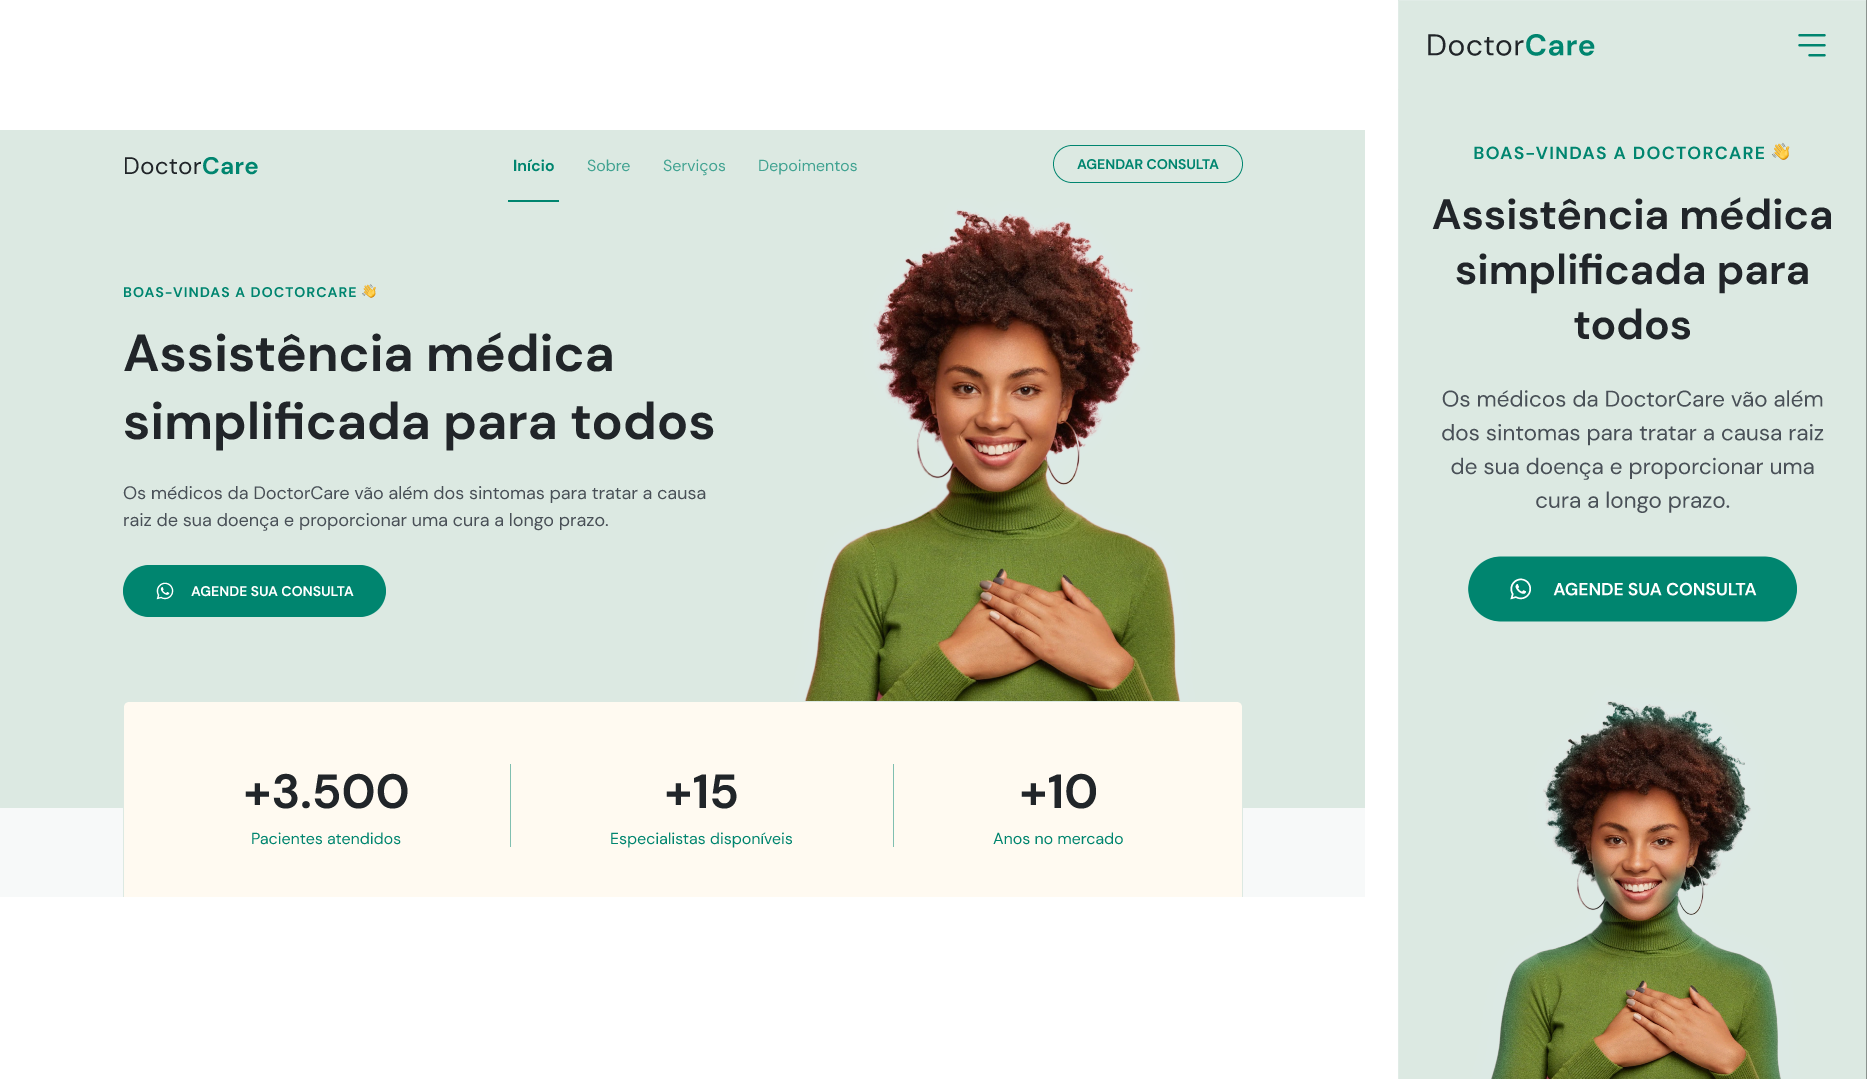 DoctorCare
Início Sobre Serviços Depoimentos
AGENDAR CONSULTA
BOAS-VINDAS A DOCTORCARE 👋
Assistência médica
simplificada para todos
Os médicos da DoctorCare vão além dos sintomas para tratar a causa
raiz de sua doença e proporcionar uma cura a longo prazo.
AGENDE SUA CONSULTA
+3.500
Pacientes atendidos
+15
Especialistas disponíveis
+10
Anos no mercado
DoctorCare
BOAS-VINDAS A DOCTORCARE 👋
Assistência médica
simplificada para
todos
Os médicos da DoctorCare vão além
dos sintomas para tratar a causa raiz
de sua doença e proporcionar uma
cura a longo prazo.
AGENDE SUA CONSULTA